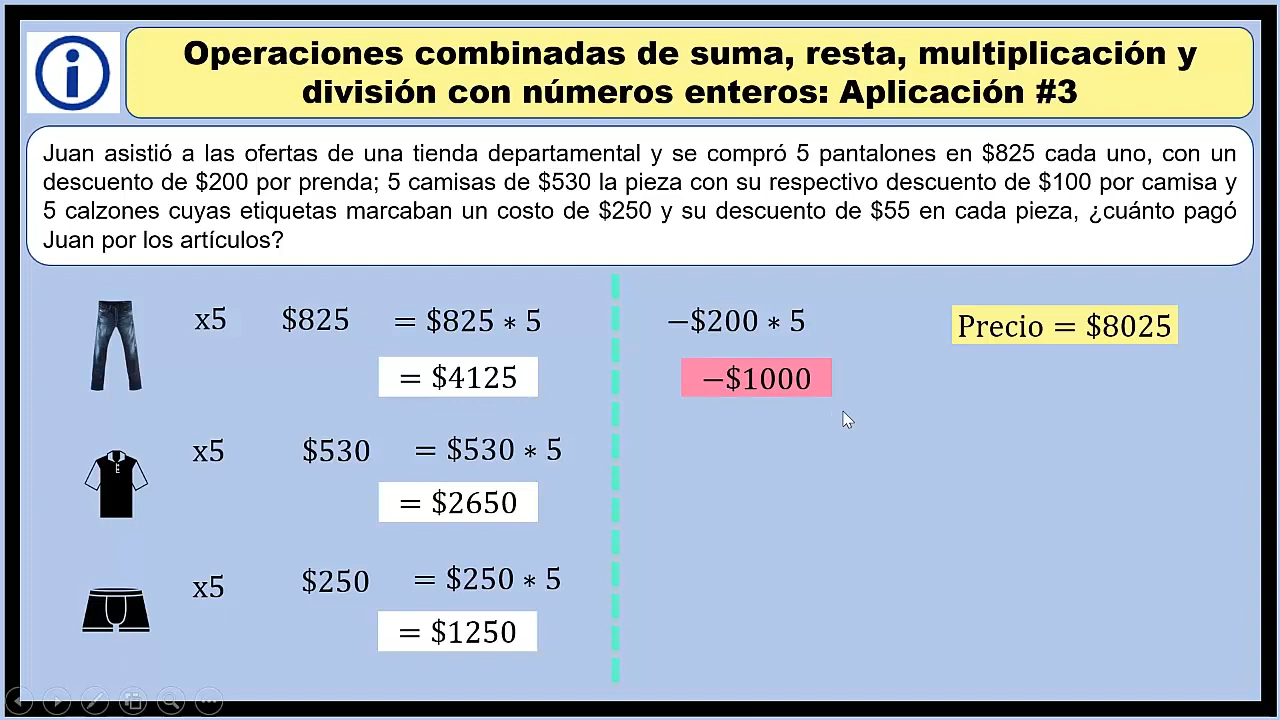 Operaciones combinadas de suma, resta, multiplicación y
división con números enteros: Aplicación #3
Juan asistió a las ofertas de una tienda departamental y se compró 5 pantalones en $825 cada uno, con un
descuento de $200 por prenda; 5 camisas de $530 la pieza con su respectivo descuento de $100 por camisa y
5 calzones cuyas etiquetas marcaban un costo de $250 y su descuento de $55 en cada pieza, ¿cuánto pagó
Juan por los artículos?
x5 $825 = $825 ∗ 5
= $4125
x5 $530 = $530 ∗ 5
= $2650
x5 $250 = $250 ∗ 5
= $1250
−$200 ∗ 5
−$1000
Precio = $8025